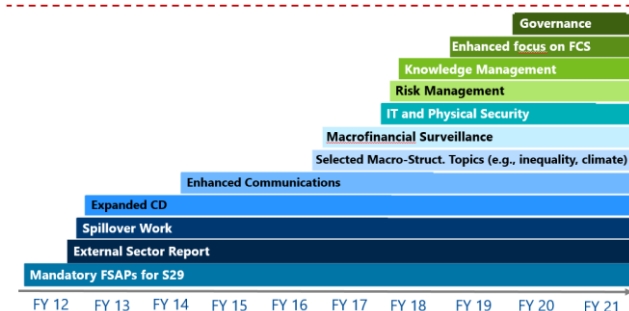 Governance
Enhanced focus on FCS
Knowledge Management
Risk Management
IT and Physical Security
Macrofinancial Surveillance
Selected Macro-Struct. Topics (e.g., inequality, climate)
Enhanced Communications
Expanded CD
Spillover Work
External Sector Report
Mandatory FSAPs for S29
FY 12 FY 13 FY 14 FY 15 FY 16 FY 17 FY 18 FY 19 FY 20 FY 21